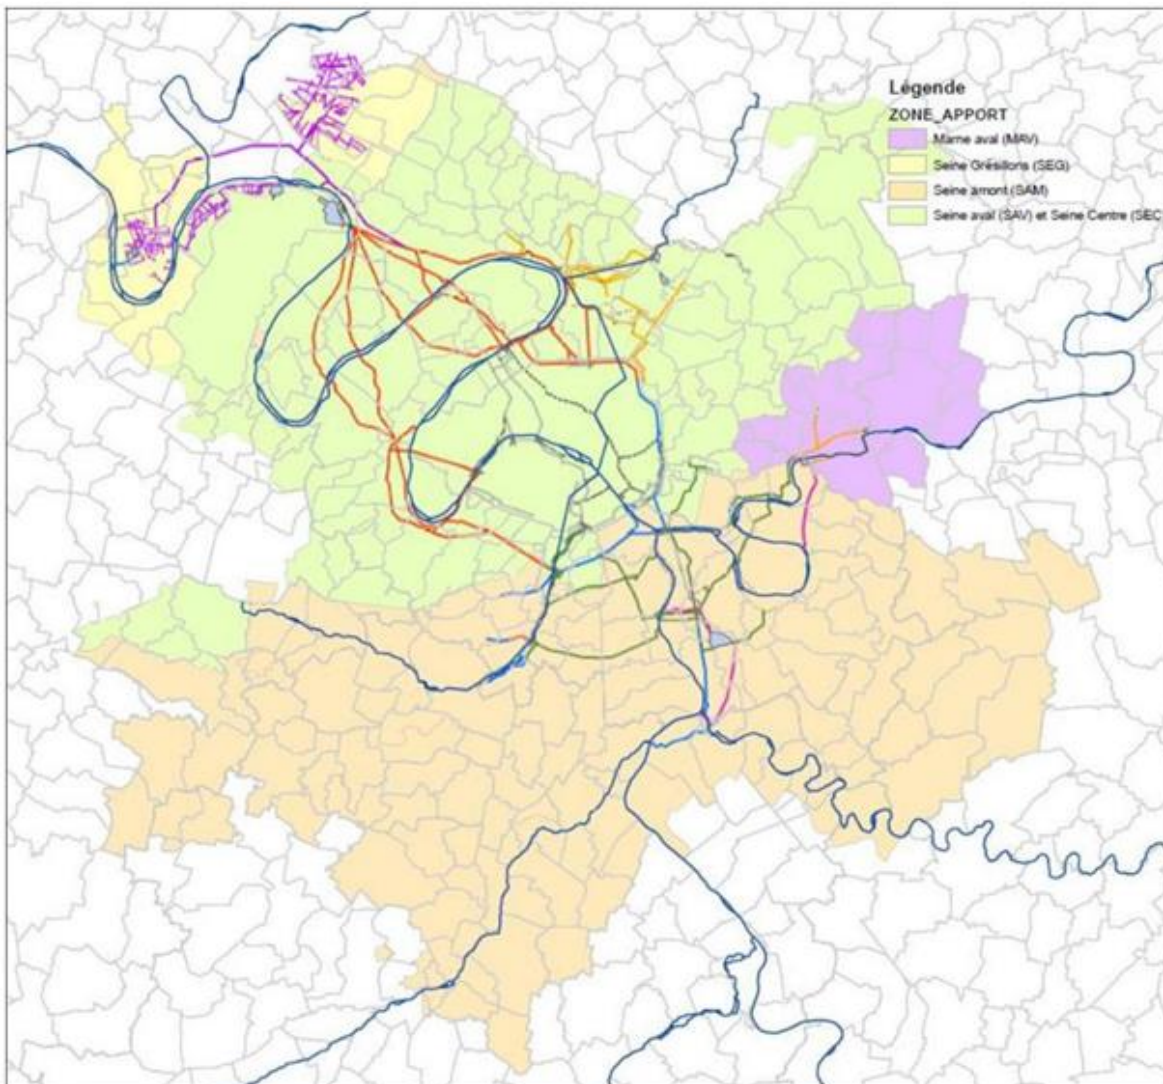 Légende
ZONE_APPORT
Marne aval (MAV)
Seine Grésillons (SEG)
Seine amont (SAM)
Seine aval (SAV) et Seine Centre (SEC